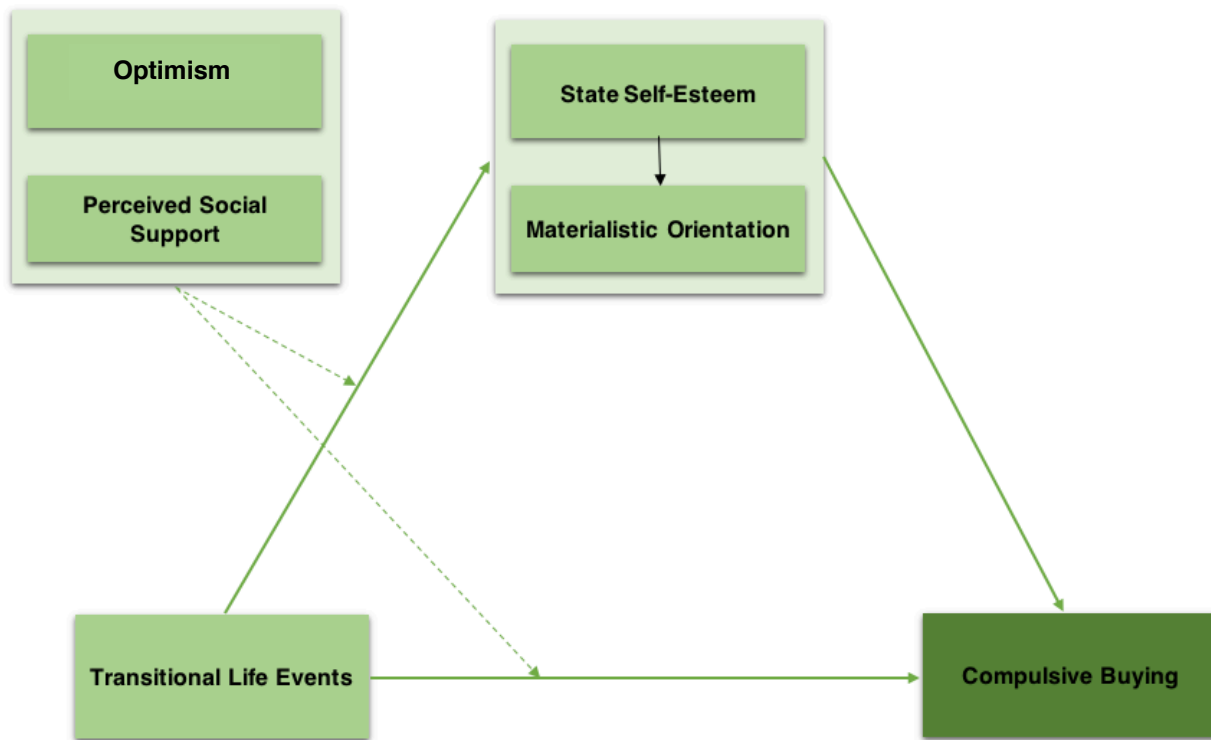 Optimism
Perceived Social
Support
State Self-Esteem
Materialistic Orientation
Transitional Life Events
Compulsive Buying